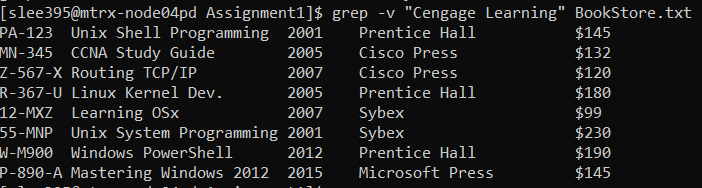 [slee395@mtrx-node04pd Assignment1]$ grep -v "Cengage Learning" BookStore.txt
PA-123  Unix Shell Programming  2001    Prentice Hall      $145
MN-345  CCNA Study Guide        2005    Cisco Press        $132
Z-567-X Routing TCP/IP          2007    Cisco Press        $120
R-367-U Linux Kernel Dev.       2005    Prentice Hall      $180
12-MXZ  Learning OSx            2007    Sybex              $99
55-MNP  Unix System Programming 2001    Sybex              $230
W-M900  Windows PowerShell      2012    Prentice Hall      $190
P-890-A Mastering Windows 2012  2015    Microsoft Press    $145